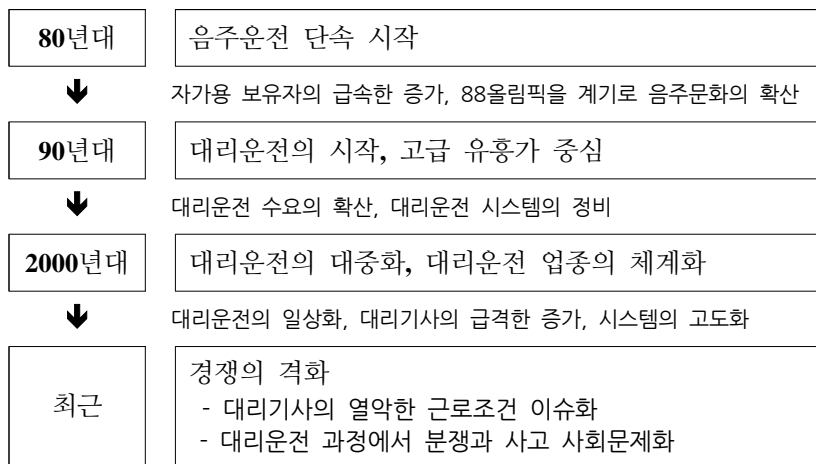 80년대
음주운전 단속 시작
자가용 보유자의 급속한 증가, 88올림픽을 계기로 음주문화의 확산
90년대
대리운전의 시작, 고급 유흥가 중심
대리운전 수요의 확산, 대리운전 시스템의 정비
2000년대
대리운전의 대중화, 대리운전 업종의 체계화
대리운전의 일상화, 대리기사의 급격한 증가, 시스템의 고도화
최근
경쟁의 격화
- 대리기사의 열악한 근로조건 이슈화
- 대리운전 과정에서 분쟁과 사고 사회문제화